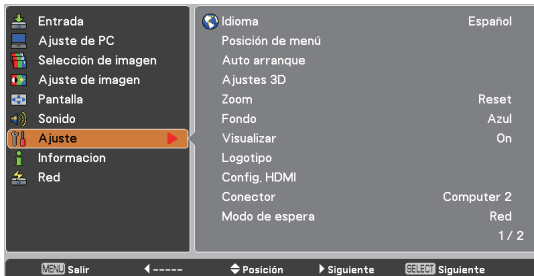 Entrada
Ajuste de PC
Selección de imagen
Ajuste de imagen
Pantalla
Sonido
Ajuste
Informacion
Red
Idioma Español
Posición de menú
Auto arranque
Ajustes 3D
Zoom Reset
Fondo Azul
Visualizar On
Logotipo
Config. HDMI
Conector Computer 2
Modo de espera Red
1 / 2
MENU Salir ----- Posición Siguiente SELECT Siguiente